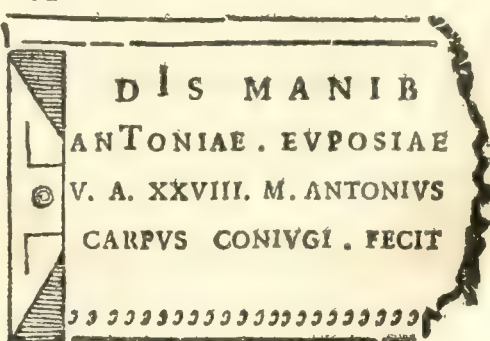 DIS MANIB
ANTONIAE . EVPOSIAE
V. A. XXVIII. M. ANTONIVS
CARPVS CONIVGI . FECIT